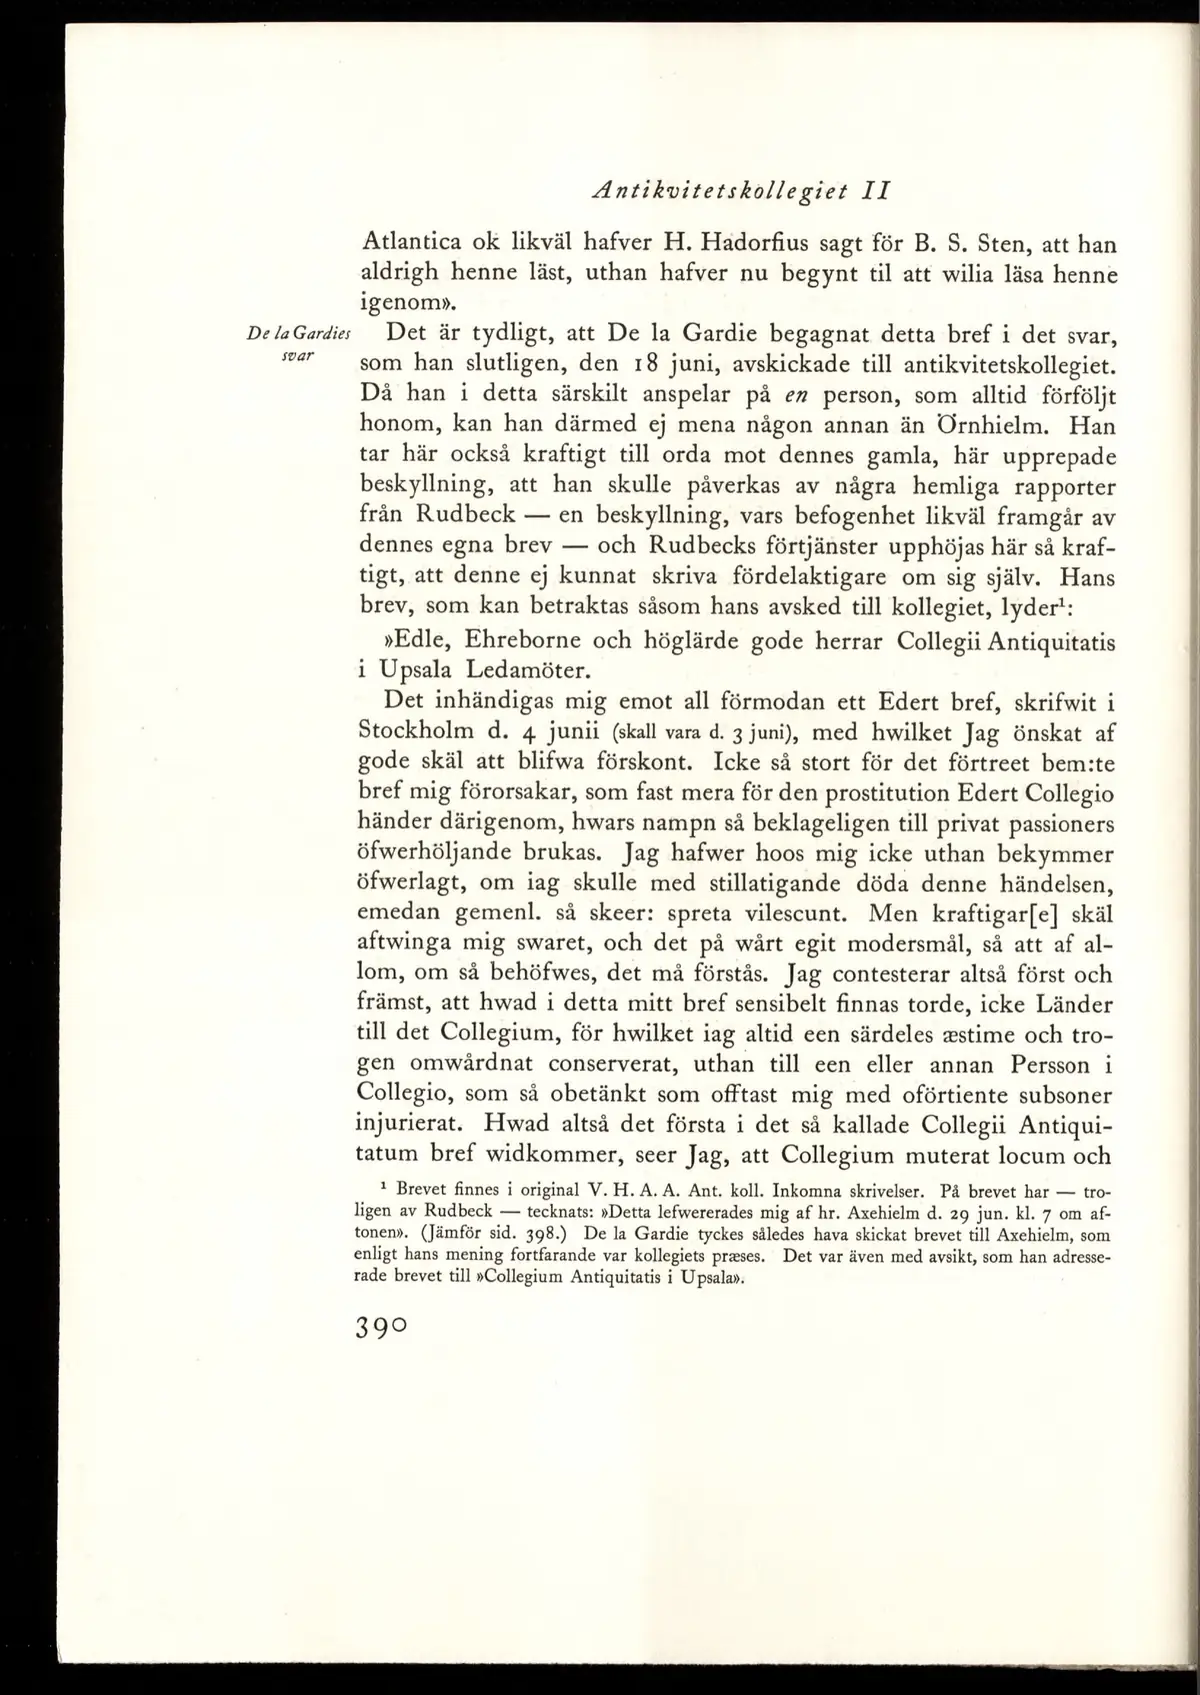 Antikvitetskollegiet II
Atlantica ok likväl hafver H. Hadorfius sagt för B. S. Sten, att han
aldrigh henne läst, uthan hafver nu begynt til att wilia läsa henne
igenom».
De la Gardies
svar
Det är tydligt, att De la Gardie begagnat detta bref i det svar,
som han slutligen, den 18 juni, avskickade till antikvitetskollegiet.
Då han i detta särskilt anspelar på en person, som alltid förföljt
honom, kan han därmed ej mena någon annan än Örnhielm. Han
tar här också kraftigt till orda mot dennes gamla, här upprepade
beskyllning, att han skulle påverkas av några hemliga rapporter
från Rudbeck — en beskyllning, vars befogenhet likväl framgår av
dennes egna brev — och Rudbecks förtjänster upphöjas här så kraf-
tigt, att denne ej kunnat skriva fördelaktigare om sig själv. Hans
brev, som kan betraktas såsom hans avsked till kollegiet, lyder¹:
»Edle, Ehreborne och höglärde gode herrar Collegii Antiquitatis
i Upsala Ledamöter.
Det inhändigas mig emot all förmodan ett Edert bref, skrifwit i
Stockholm d. 4 junii (skall vara d. 3 juni), med hwilket Jag önskat af
gode skäl att blifwa förskont. Icke så stort för det förtreet bem:te
bref mig förorsakar, som fast mera för den prostitution Edert Collegio
händer därigenom, hwars nampn så beklageligen till privat passioners
öfwerhöljande brukas. Jag hafwer hoos mig icke uthan bekymmer
öfwerlagt, om iag skulle med stillatigande döda denne händelsen,
emedan gemenl. så skeer: spreta vilescunt. Men kraftigar[e] skäl
aftwinga mig swaret, och det på wårt egit modersmål, så att af al-
lom, om så behöfwes, det må förstås. Jag contesterar altså först och
främst, att hwad i detta mitt bref sensibelt finnas torde, icke Länder
till det Collegium, för hwilket iag altid een särdeles æstime och tro-
gen omwårdnat conserverat, uthan till een eller annan Persson i
Collegio, som så obetänkt som offtast mig med oförtiente subsoner
injurierat. Hwad altså det första i det så kallade Collegii Antiqui-
tatum bref widkommer, seer Jag, att Collegium muterat locum och
¹ Brevet finnes i original V. H. A. A. Ant. koll. Inkomna skrivelser. På brevet har — tro-
ligen av Rudbeck — tecknats: »Detta lefwererades mig af hr. Axehielm d. 29 jun. kl. 7 om af-
tonen». (Jämför sid. 398.) De la Gardie tyckes således hava skickat brevet till Axehielm, som
enligt hans mening fortfarande var kollegiets præses. Det var även med avsikt, som han adresse-
rade brevet till »Collegium Antiquitatis i Upsala».
390